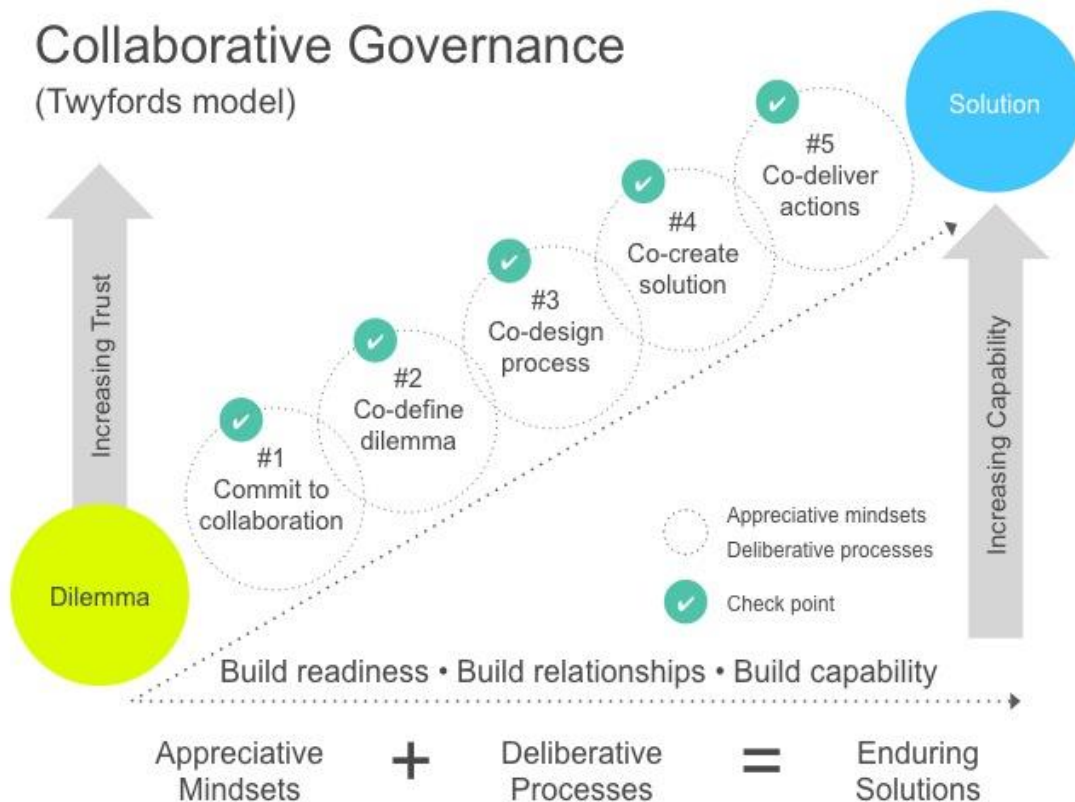 Collaborative Governance
(Twyfords model)
Solution
#5
Co-deliver
actions
#4
Co-create
solution
#3
Co-design
process
#2
Co-define
dilemma
#1
Commit to
collaboration
Increasing Trust
Increasing Capability
Dilemma
Appreciative mindsets
Deliberative processes
Check point
Build readiness • Build relationships • Build capability
Appreciative
Mindsets
+
Deliberative
Processes
=
Enduring
Solutions